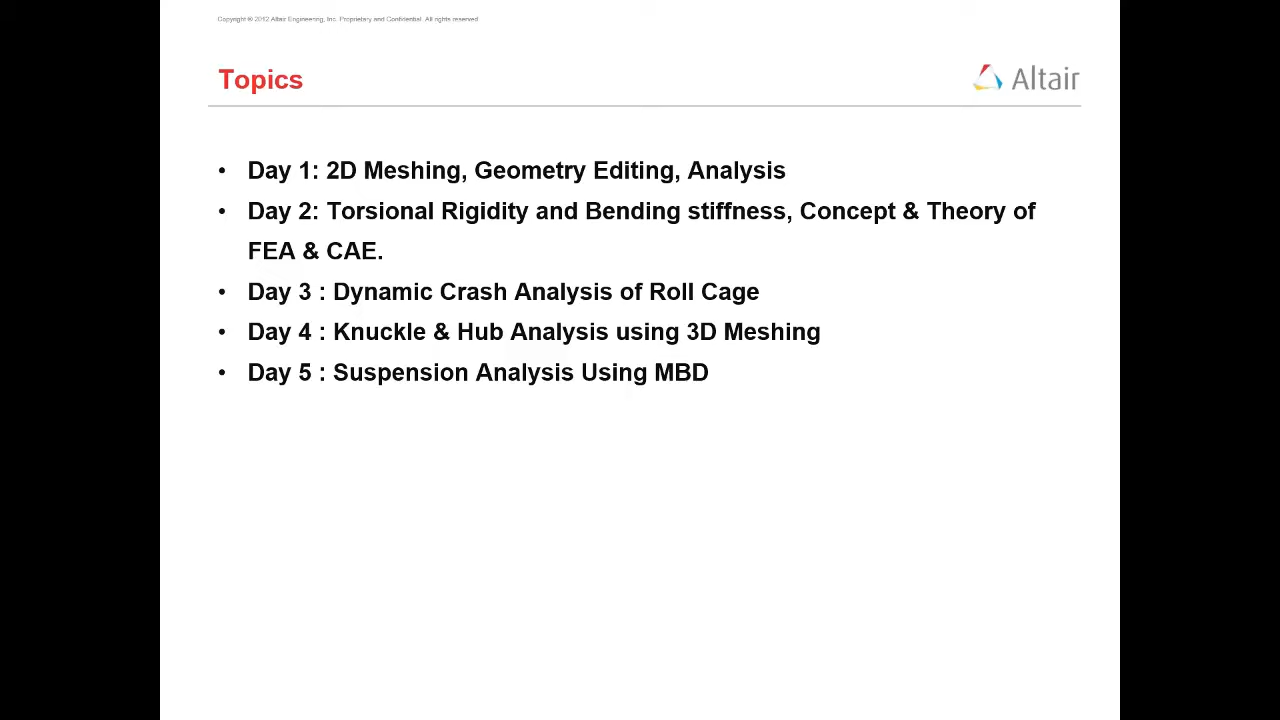 Copyright © 2012 Altair Engineering, Inc. Proprietary and Confidential. All rights reserved
Topics
Altair
• Day 1: 2D Meshing, Geometry Editing, Analysis
• Day 2: Torsional Rigidity and Bending stiffness, Concept & Theory of
FEA & CAE.
• Day 3 : Dynamic Crash Analysis of Roll Cage
• Day 4 : Knuckle & Hub Analysis using 3D Meshing
• Day 5 : Suspension Analysis Using MBD